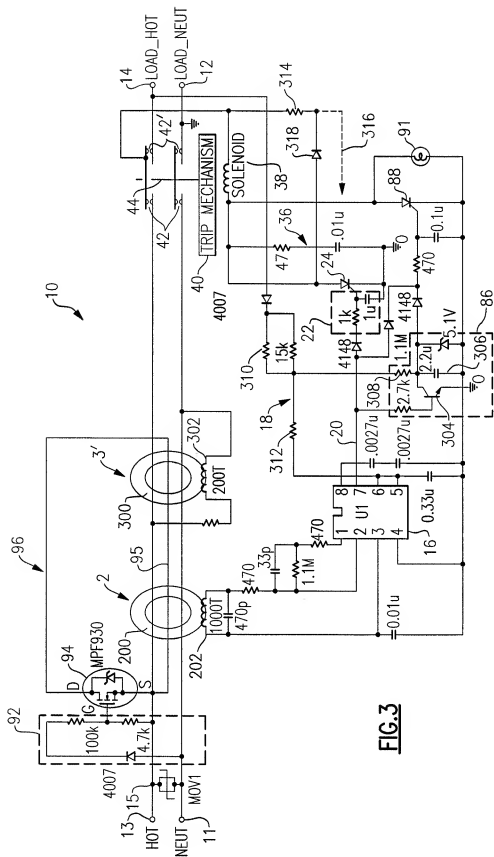 10
14
LOAD_HOT
LOAD_NEUT
12
42'
44
42
TRIP MECHANISM
40
SOLENOID
38
314
318
316
91
88
36
47
.01u
24
O
4007
310
15k
22
1k
1u
4148
470
0.1u
4148
1.1M
5.1V
86
308
2.7k
2.2u
306
304
O
18
312
20
.0027u
.0027u
0.33u
8
7
6
5
U1
1
2
3
4
16
470
33p
1.1M
470
470p
0.01u
96
3'
302
300
200T
95
2
200
1000T
202
94
MPF930
D
S
G
92
100k
4.7k
4007
15
MOV1
13
HOT
NEUT
11
FIG.3